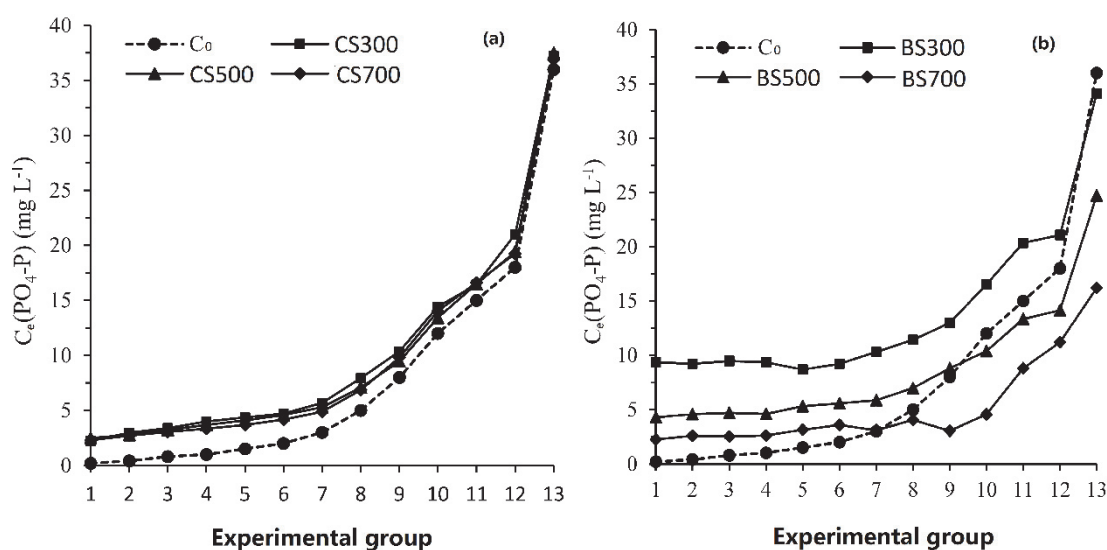 40
35
30
25
20
15
10
5
0
Cₑ(PO₄-P) (mg L⁻¹)
C₀
CS300
CS500
CS700
(a)
1 2 3 4 5 6 7 8 9 10 11 12 13
Experimental group
40
35
30
25
20
15
10
5
0
Cₑ(PO₄-P) (mg L⁻¹)
C₀
BS300
BS500
BS700
(b)
1 2 3 4 5 6 7 8 9 10 11 12 13
Experimental group